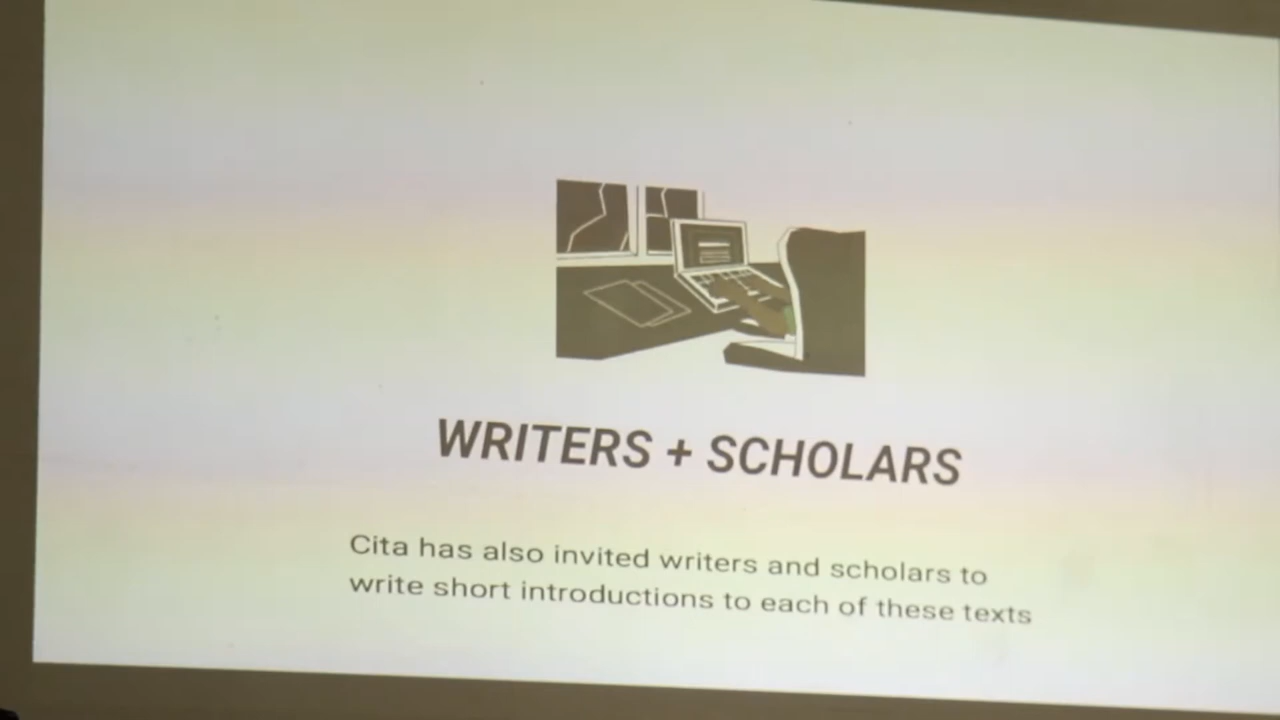 WRITERS + SCHOLARS
Cita has also invited writers and scholars to
write short introductions to each of these texts